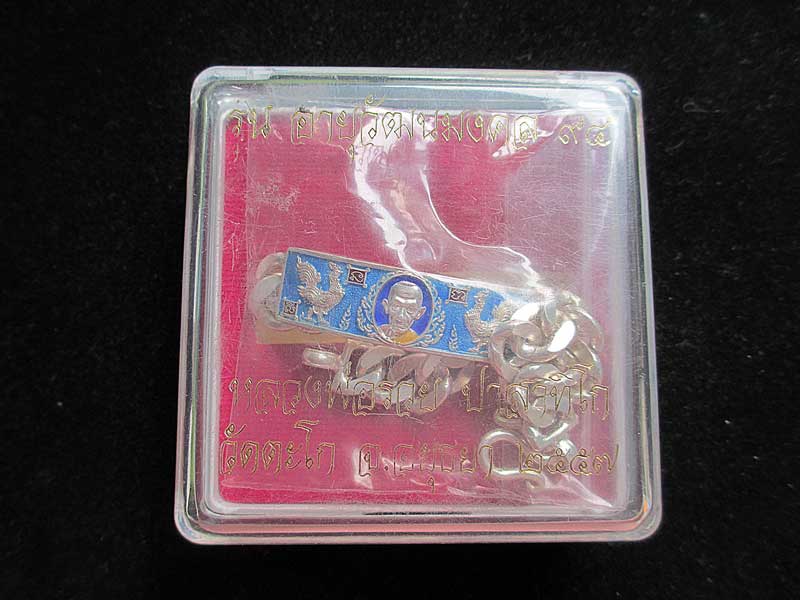 รุ่น อายุวัฒนมงคล ๙๔
หลวงพ่อรวย ปาสาทิโก
วัดตะโก จ.อยุธยา ๒๕๕๗